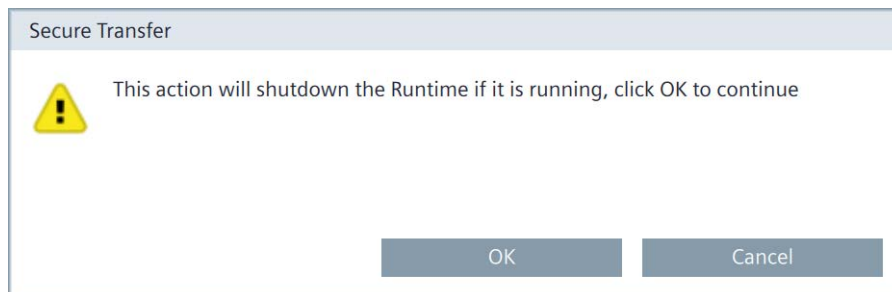 Secure Transfer
This action will shutdown the Runtime if it is running, click OK to continue
OK
Cancel